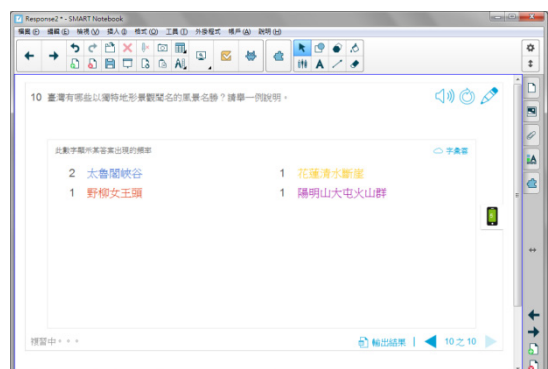 Response2 * - SMART Notebook
檔案(F) 編輯(E) 檢視(V) 插入(I) 格式(O) 工具(T) 外掛程式 帳戶(A) 說明(H)
10 臺灣有哪些以獨特地形景觀聞名的風景名勝？請舉一例說明。
此數字顯示某答案出現的頻率
字彙雲
2 太魯閣峽谷 1 花蓮清水斷崖
1 野柳女王頭 1 陽明山大屯火山群
複習中。。。
輸出結果 10 之 10